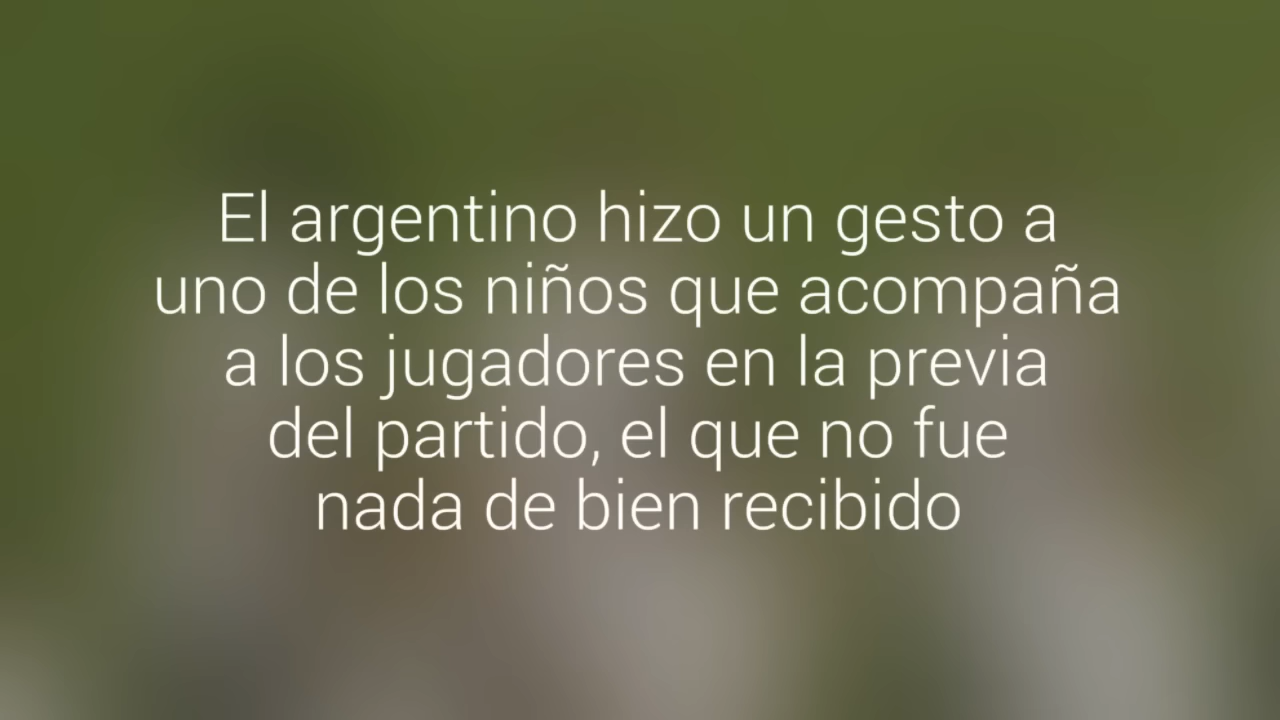 El argentino hizo un gesto a
uno de los niños que acompaña
a los jugadores en la previa
del partido, el que no fue
nada de bien recibido